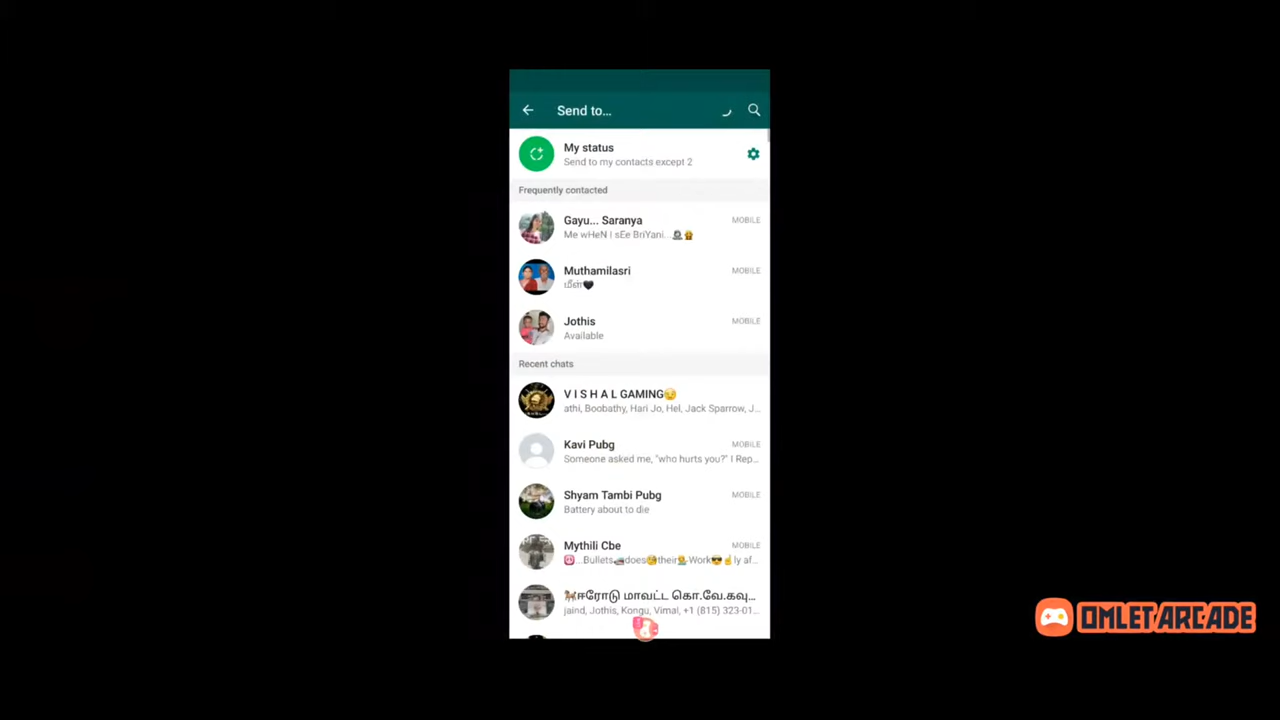 Send to...
My status
Send to my contacts except 2
Frequently contacted
Gayu... Saranya
MOBILE
Me wHeN I sEe BriYani...
Muthamilasri
MOBILE
மீன்🖤
Jothis
MOBILE
Available
Recent chats
V I S H A L GAMING
athi, Boobathy, Hari Jo, Hel, Jack Sparrow, J...
Kavi Pubg
MOBILE
Someone asked me, "who hurts you?" I Rep...
Shyam Tambi Pubg
MOBILE
Battery about to die
Mythili Cbe
MOBILE
...Bullets does their Work ly af...
ஈரோடு மாவட்ட கொ.வே.கவு...
jaind, Jothis, Kongu, Vimal, +1 (815) 323-01...
OMLET ARCADE